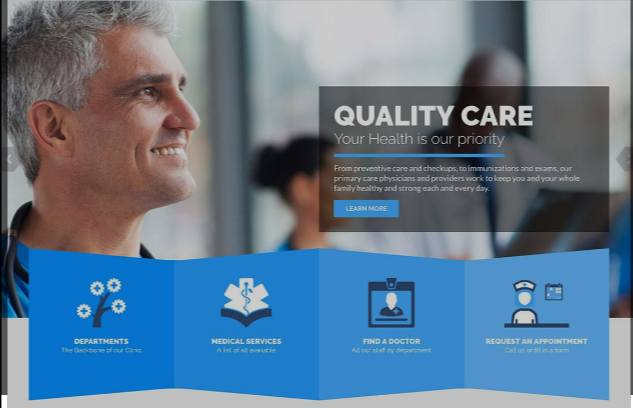 QUALITY CARE
Your Health is our priority
From preventive care and checkups, to immunizations and exams, our
primary care physicians and providers work to keep you and your whole
family healthy and strong each and every day.
LEARN MORE
DEPARTMENTS
The Backbone of our Clinic
MEDICAL SERVICES
A list of all available
FIND A DOCTOR
All our staff by department
REQUEST AN APPOINTMENT
Call us or fill in a form